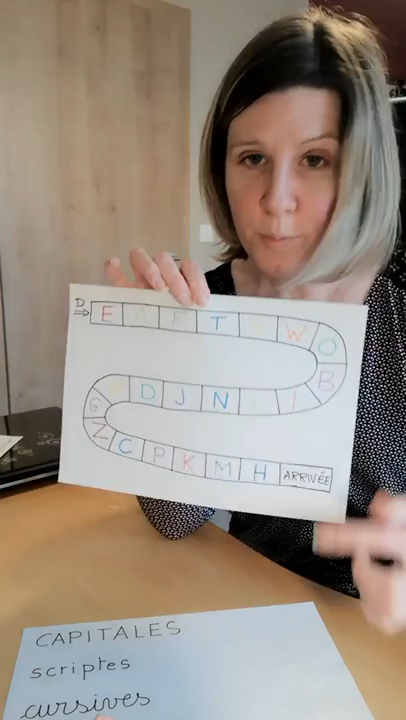 D
E F T W
O
B
D J N I
G
Z
C P K M H ARRIVÉE
CAPITALES
scriptes
cursives